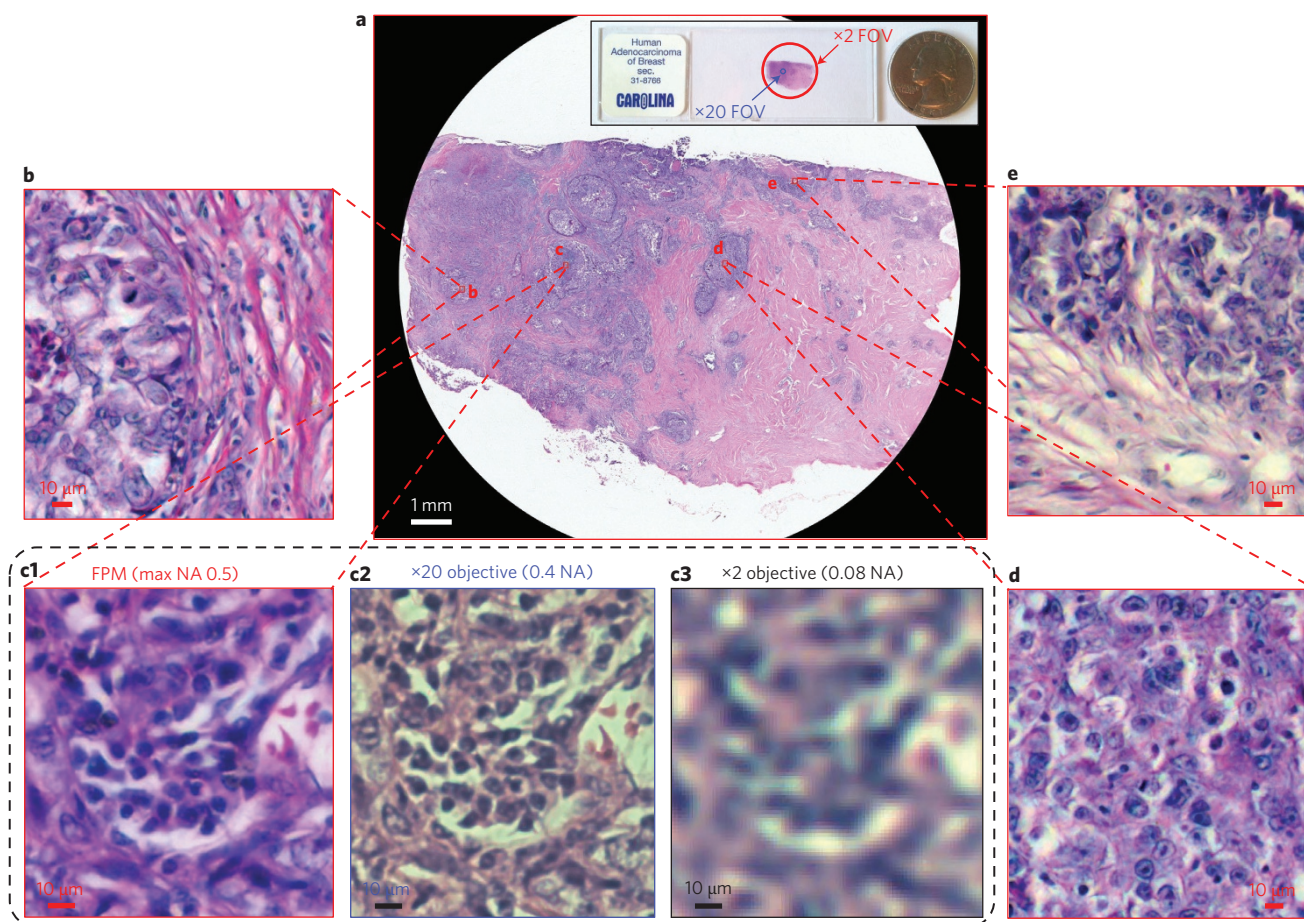 a
Human
Adenocarcinoma
of Breast
sec.
31-8766
CAROLINA
×2 FOV
×20 FOV
b
e
e
c
d
b
10 µm
1 mm
10 µm
c1
FPM (max NA 0.5)
c2
×20 objective (0.4 NA)
c3
×2 objective (0.08 NA)
d
10 µm
10 µm
10 µm
10 µm